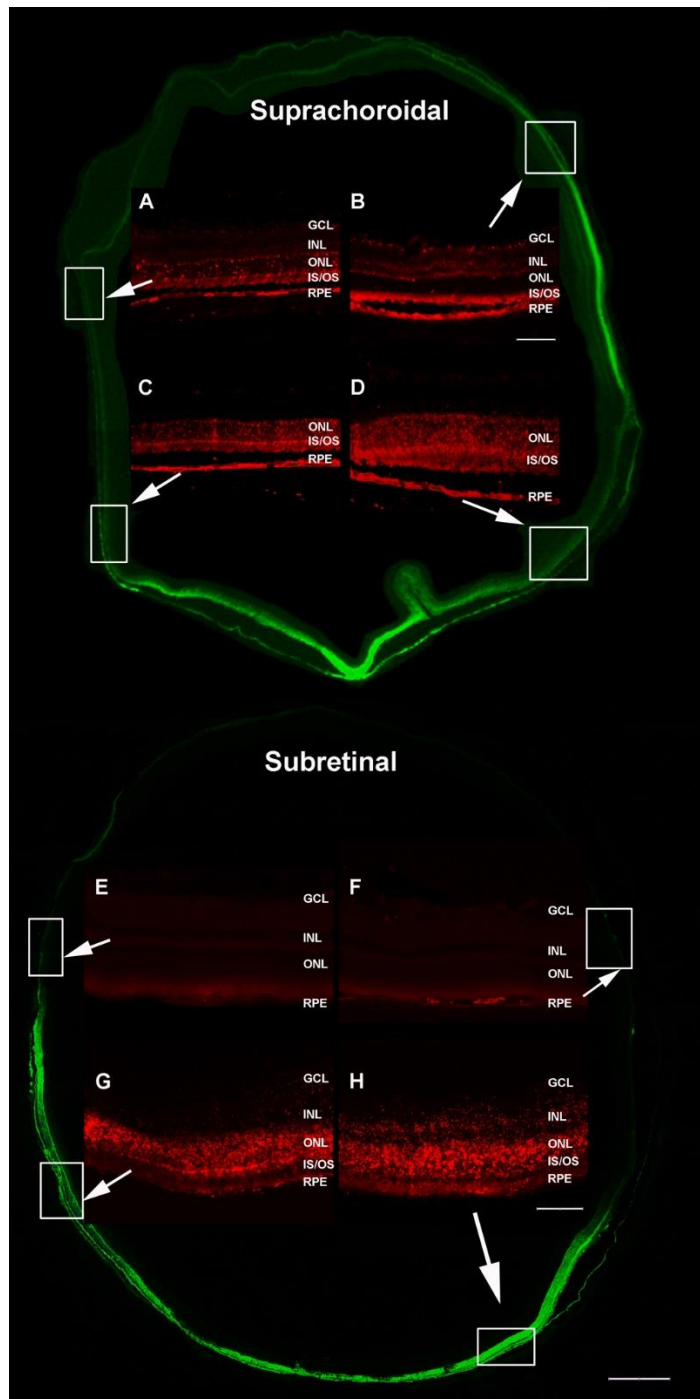 Suprachoroidal
A
GCL
INL
ONL
IS/OS
RPE
B
GCL
INL
ONL
IS/OS
RPE
C
ONL
IS/OS
RPE
D
ONL
IS/OS
RPE
Subretinal
E
GCL
INL
ONL
RPE
F
GCL
INL
ONL
RPE
G
GCL
INL
ONL
IS/OS
RPE
H
GCL
INL
ONL
IS/OS
RPE